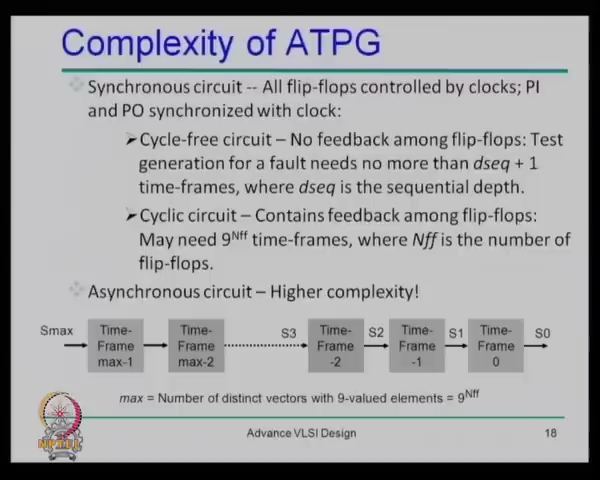 Complexity of ATPG
Synchronous circuit -- All flip-flops controlled by clocks; PI
and PO synchronized with clock:
Cycle-free circuit – No feedback among flip-flops: Test
generation for a fault needs no more than dseq + 1
time-frames, where dseq is the sequential depth.
Cyclic circuit – Contains feedback among flip-flops:
May need 9^Nff time-frames, where Nff is the number of
flip-flops.
Asynchronous circuit – Higher complexity!
Smax
Time-
Frame
max-1
Time-
Frame
max-2
S3
Time-
Frame
-2
S2
Time-
Frame
-1
S1
Time-
Frame
0
S0
max = Number of distinct vectors with 9-valued elements = 9^Nff
NPTEL
Advance VLSI Design
18